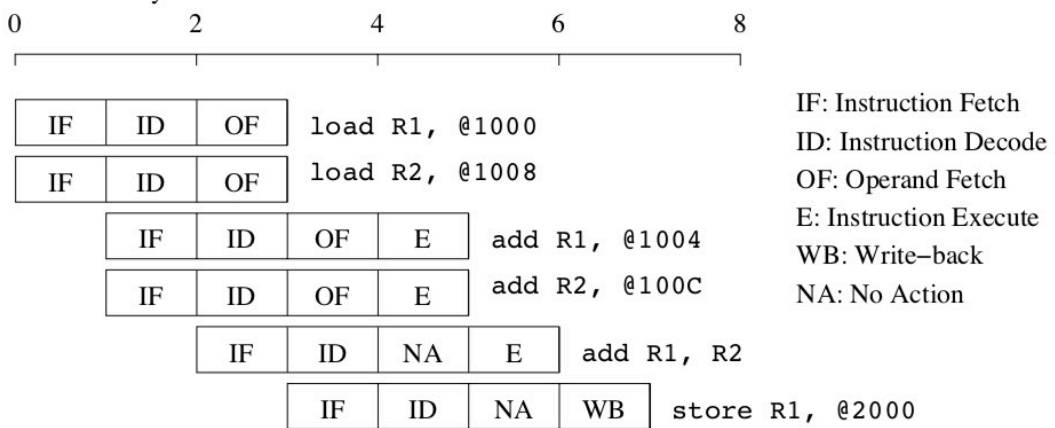 0 2 4 6 8
IF ID OF load R1, @1000
IF ID OF load R2, @1008
IF ID OF E add R1, @1004
IF ID OF E add R2, @100C
IF ID NA E add R1, R2
IF ID NA WB store R1, @2000
IF: Instruction Fetch
ID: Instruction Decode
OF: Operand Fetch
E: Instruction Execute
WB: Write−back
NA: No Action